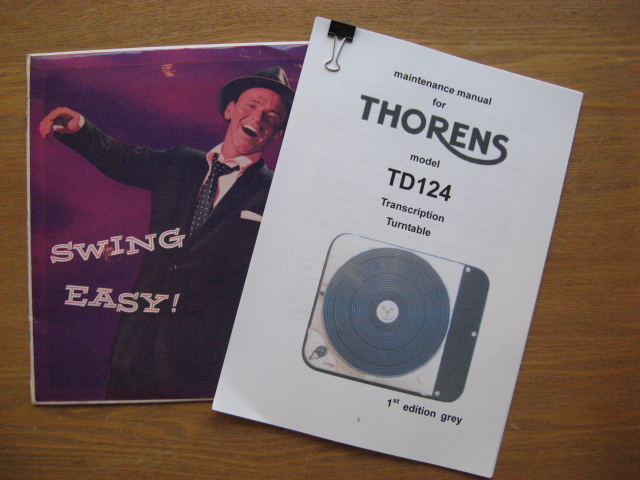 SWING
EASY!
maintenance manual
for
THORENS
model
TD124
Transcription
Turntable
1st edition grey